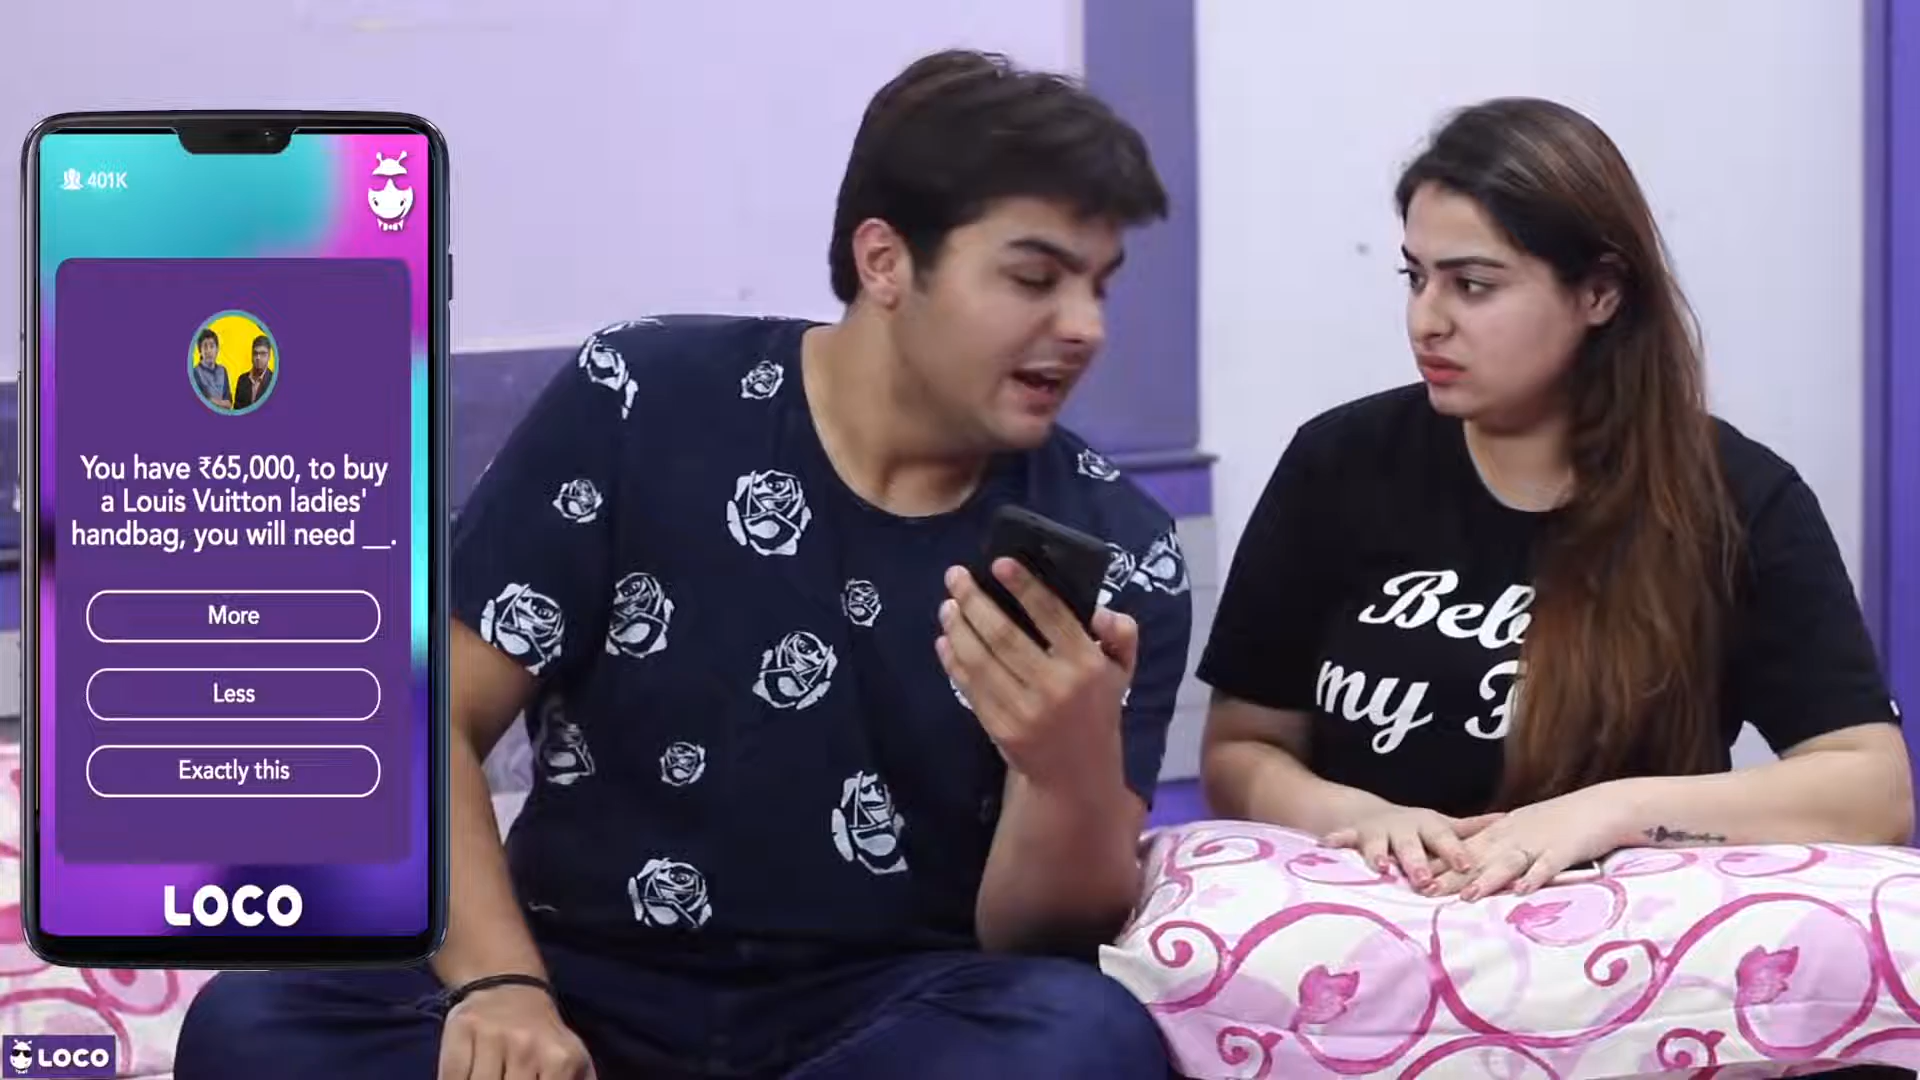 401K
You have ₹65,000, to buy
a Louis Vuitton ladies'
handbag, you will need __.
More
Less
Exactly this
LOCO
my
LOCO